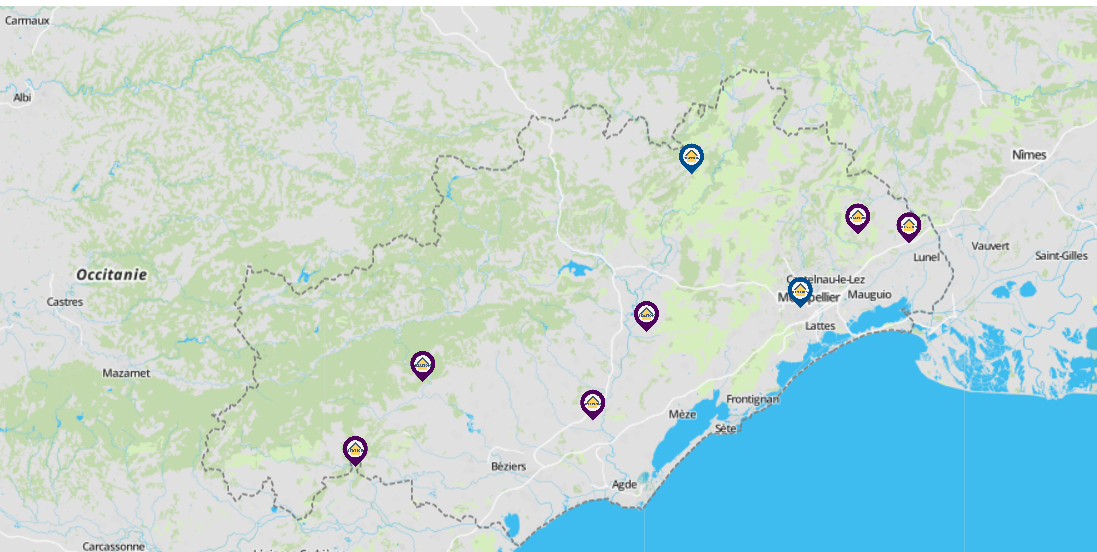 Carmaux
Albi
Nîmes
Vauvert
Saint-Gilles
Lunel
Occitanie
Castelnau-le-Lez
Montpellier
Mauguio
Castres
Lattes
Mazamet
Frontignan
Mèze
Sète
Béziers
Agde
Carcassonne